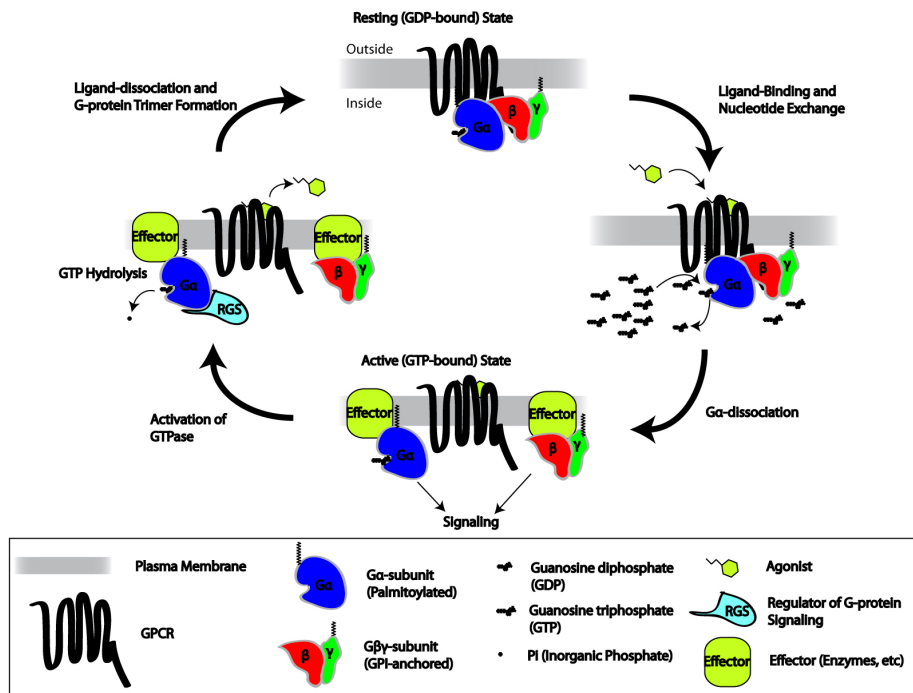 Resting (GDP-bound) State
Outside
Inside
Ligand-dissociation and
G-protein Trimer Formation
Ligand-Binding and
Nucleotide Exchange
Gα
β
γ
Effector
Effector
GTP Hydrolysis
Gα
RGS
β
γ
Pi
Gα
β
γ
Active (GTP-bound) State
Activation of
GTPase
Gα-dissociation
Effector
Effector
Gα
β
γ
Signaling
Plasma Membrane
GPCR
Gα
Gα-subunit
(Palmitoylated)
β
γ
Gβγ-subunit
(GPI-anchored)
Guanosine diphosphate
(GDP)
Guanosine triphosphate
(GTP)
PI (Inorganic Phosphate)
Agonist
RGS
Regulator of G-protein
Signaling
Effector
Effector (Enzymes, etc)